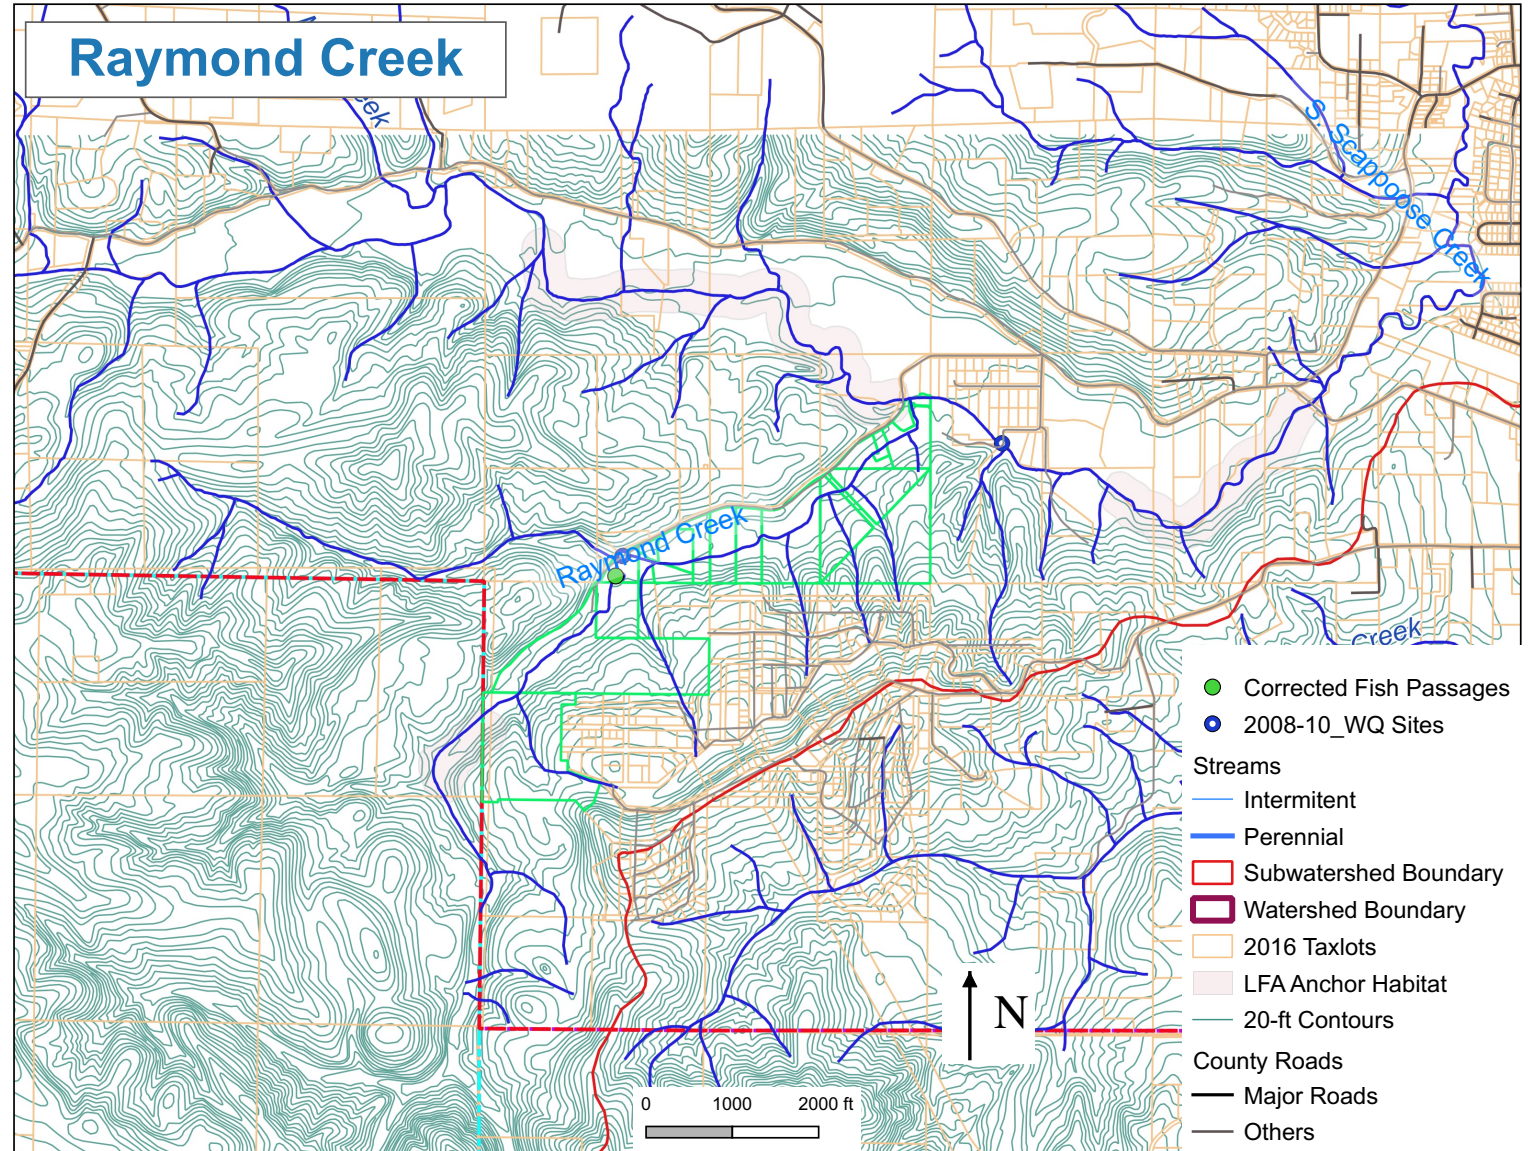 Raymond Creek
eek
S. Scappoose Creek
Raymond Creek
Creek
Corrected Fish Passages
2008-10_WQ Sites
Streams
Intermitent
Perennial
Subwatershed Boundary
Watershed Boundary
2016 Taxlots
LFA Anchor Habitat
20-ft Contours
County Roads
Major Roads
Others
N
0 1000 2000 ft